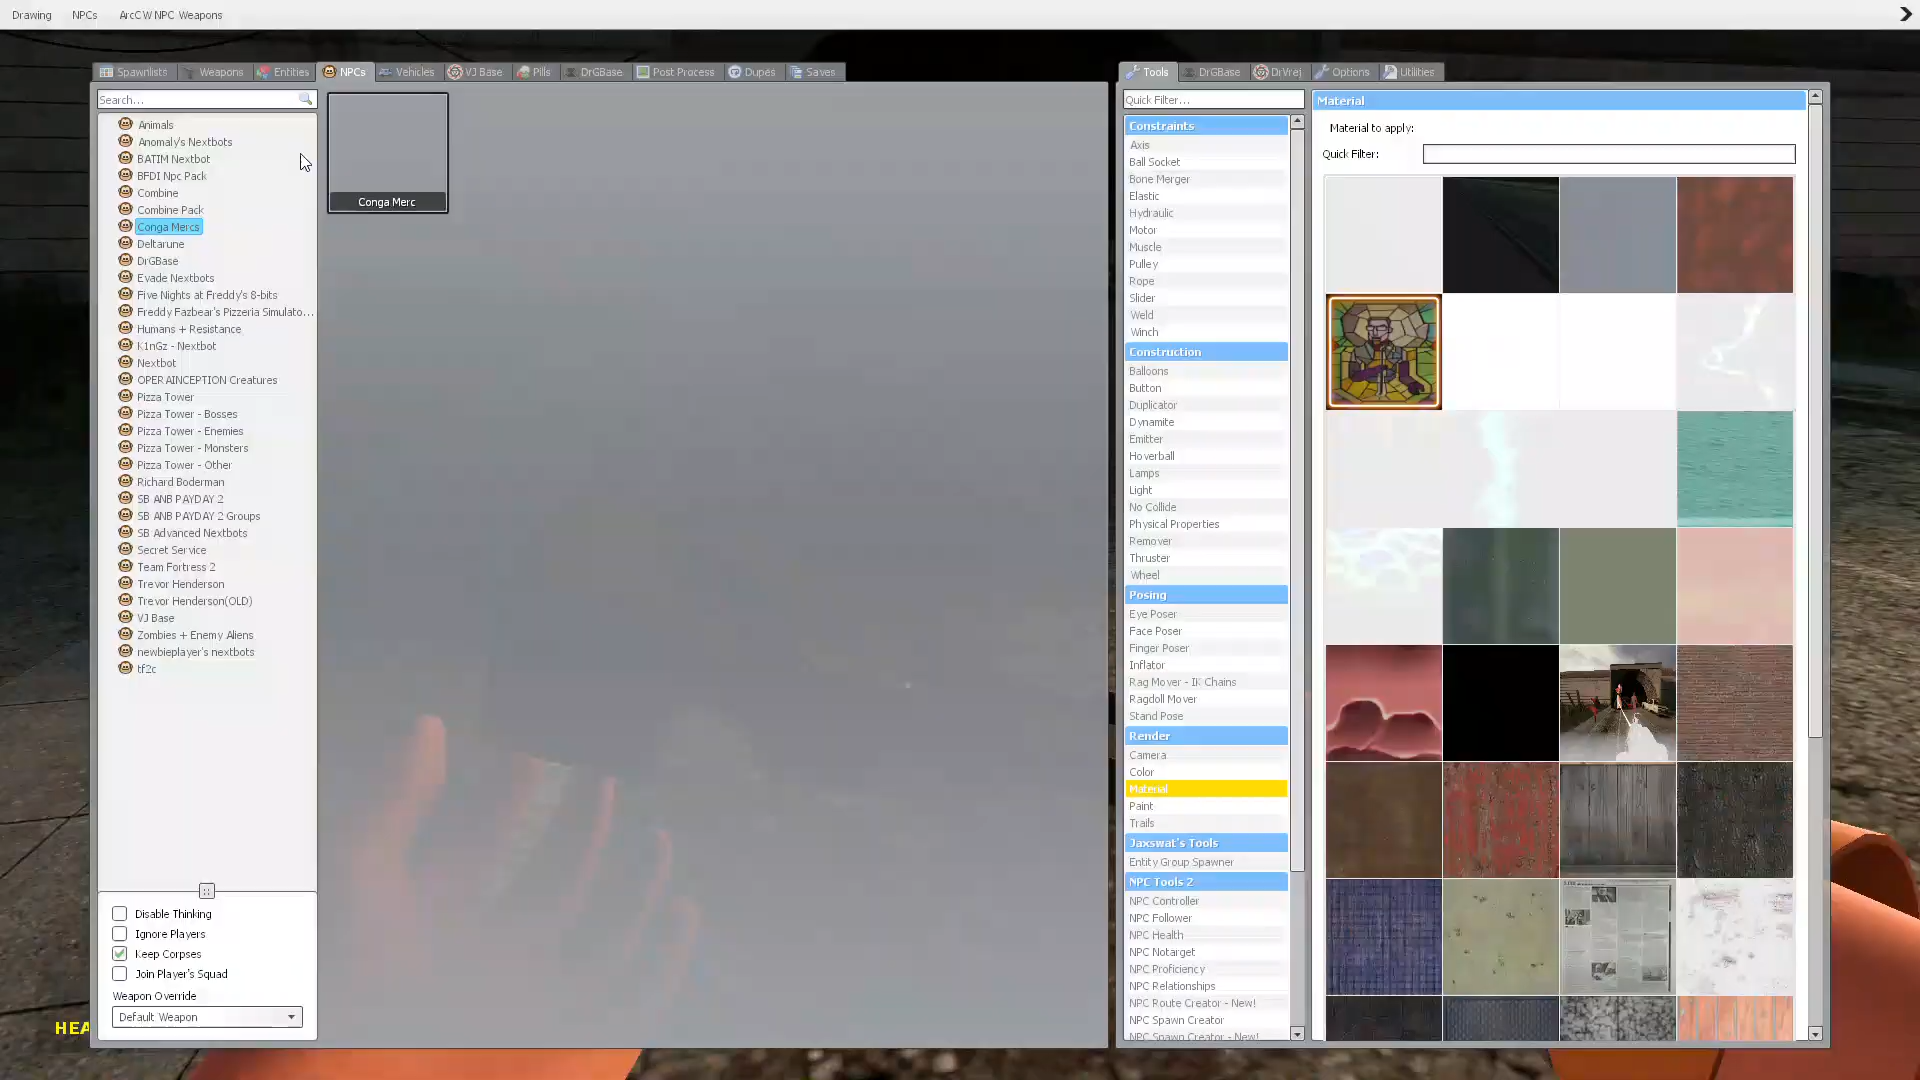 Drawing NPCs ArcCW NPC Weapons
Spawnlists Weapons Entities NPCs Vehicles VJ Base Pills DrGBase Post Process Dupes Saves
Search...
Animals
Anomaly's Nextbots
BATIM Nextbot
BFDI Npc Pack
Combine
Combine Pack
Conga Mercs
Deltarune
DrGBase
Evade Nextbots
Five Nights at Freddy's 8-bits
Freddy Fazbear's Pizzeria Simulato...
Humans + Resistance
K1nGz - Nextbot
Nextbot
OPERAINCEPTION Creatures
Pizza Tower
Pizza Tower - Bosses
Pizza Tower - Enemies
Pizza Tower - Monsters
Pizza Tower - Other
Richard Boderman
SB ANB PAYDAY 2
SB ANB PAYDAY 2 Groups
SB Advanced Nextbots
Secret Service
Team Fortress 2
Trevor Henderson
Trevor Henderson(OLD)
VJ Base
Zombies + Enemy Aliens
newbieplayer's nextbots
tf2c
Disable Thinking
Ignore Players
Keep Corpses
Join Player's Squad
Weapon Override
Default Weapon
HEA
Conga Merc
Tools DrGBase DrVrej Options Utilities
Quick Filter...
Constraints
Axis
Ball Socket
Bone Merger
Elastic
Hydraulic
Motor
Muscle
Pulley
Rope
Slider
Weld
Winch
Construction
Balloons
Button
Duplicator
Dynamite
Emitter
Hoverball
Lamps
Light
No Collide
Physical Properties
Remover
Thruster
Wheel
Posing
Eye Poser
Face Poser
Finger Poser
Inflator
Rag Mover - IK Chains
Ragdoll Mover
Stand Pose
Render
Camera
Color
Material
Paint
Trails
Jaxswat's Tools
Entity Group Spawner
NPC Tools 2
NPC Controller
NPC Follower
NPC Health
NPC Notarget
NPC Proficiency
NPC Relationships
NPC Route Creator - New!
NPC Spawn Creator
NPC Spawn Creator - New!
Material
Material to apply:
Quick Filter: